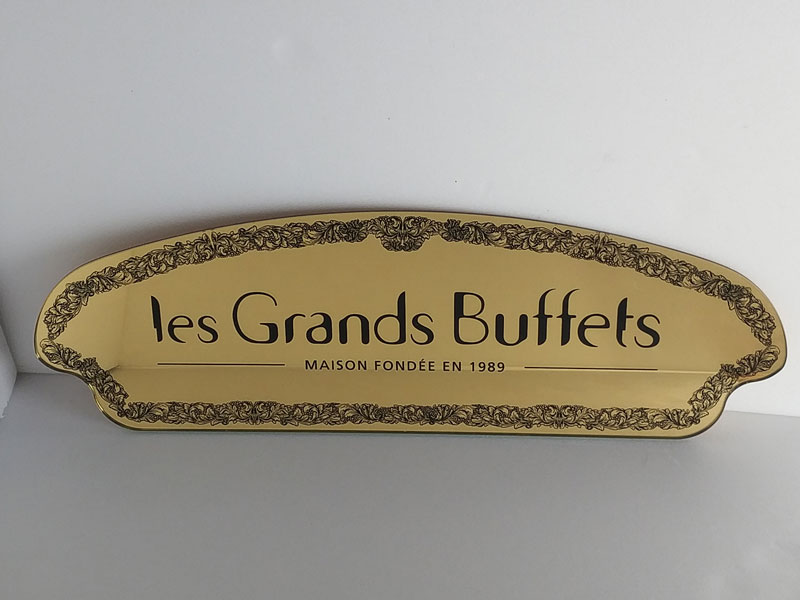 les Grands Buffets
MAISON FONDÉE EN 1989